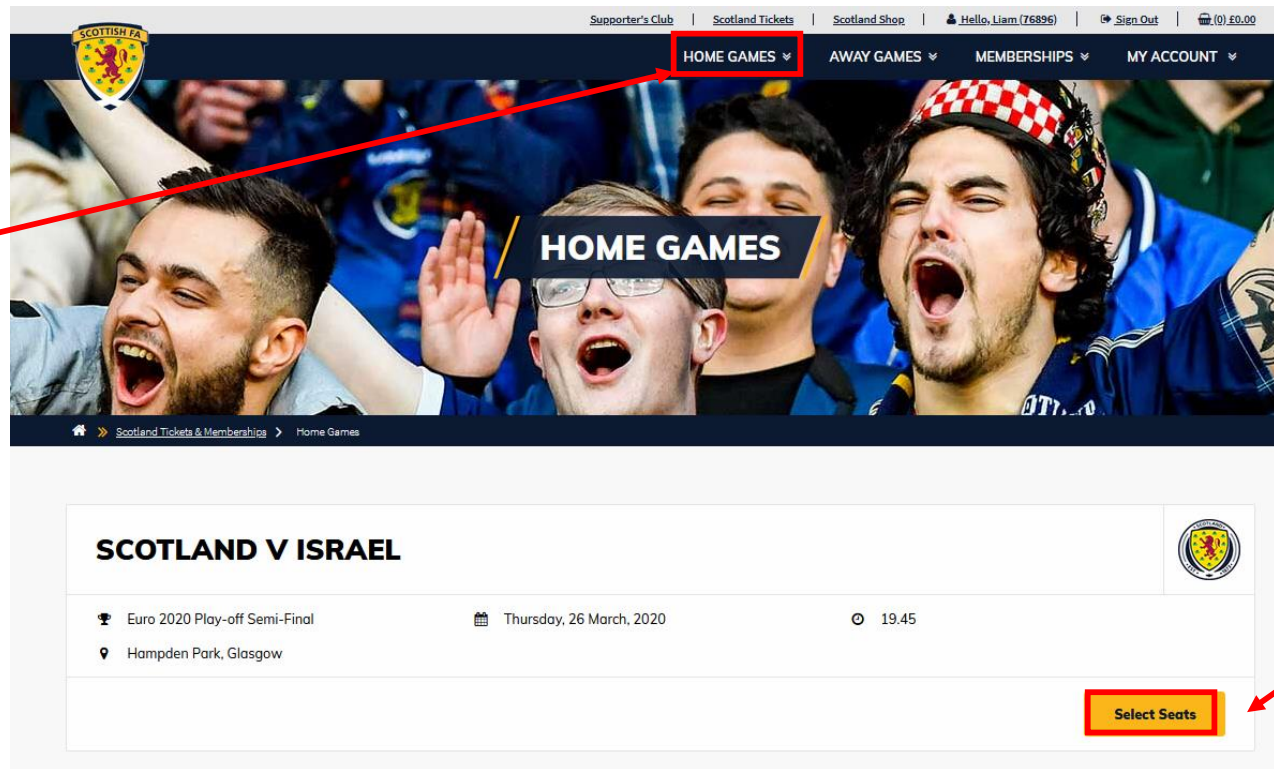 Supporter's Club | Scotland Tickets | Scotland Shop | Hello, Liam (76896) | Sign Out | (0) £0.00
SCOTTISH FA
HOME GAMES AWAY GAMES MEMBERSHIPS MY ACCOUNT
HOME GAMES
Scotland Tickets & Memberships > Home Games
SCOTLAND V ISRAEL
SCOTLAND
Euro 2020 Play-off Semi-Final Thursday, 26 March, 2020 19.45
Hampden Park, Glasgow
Select Seats